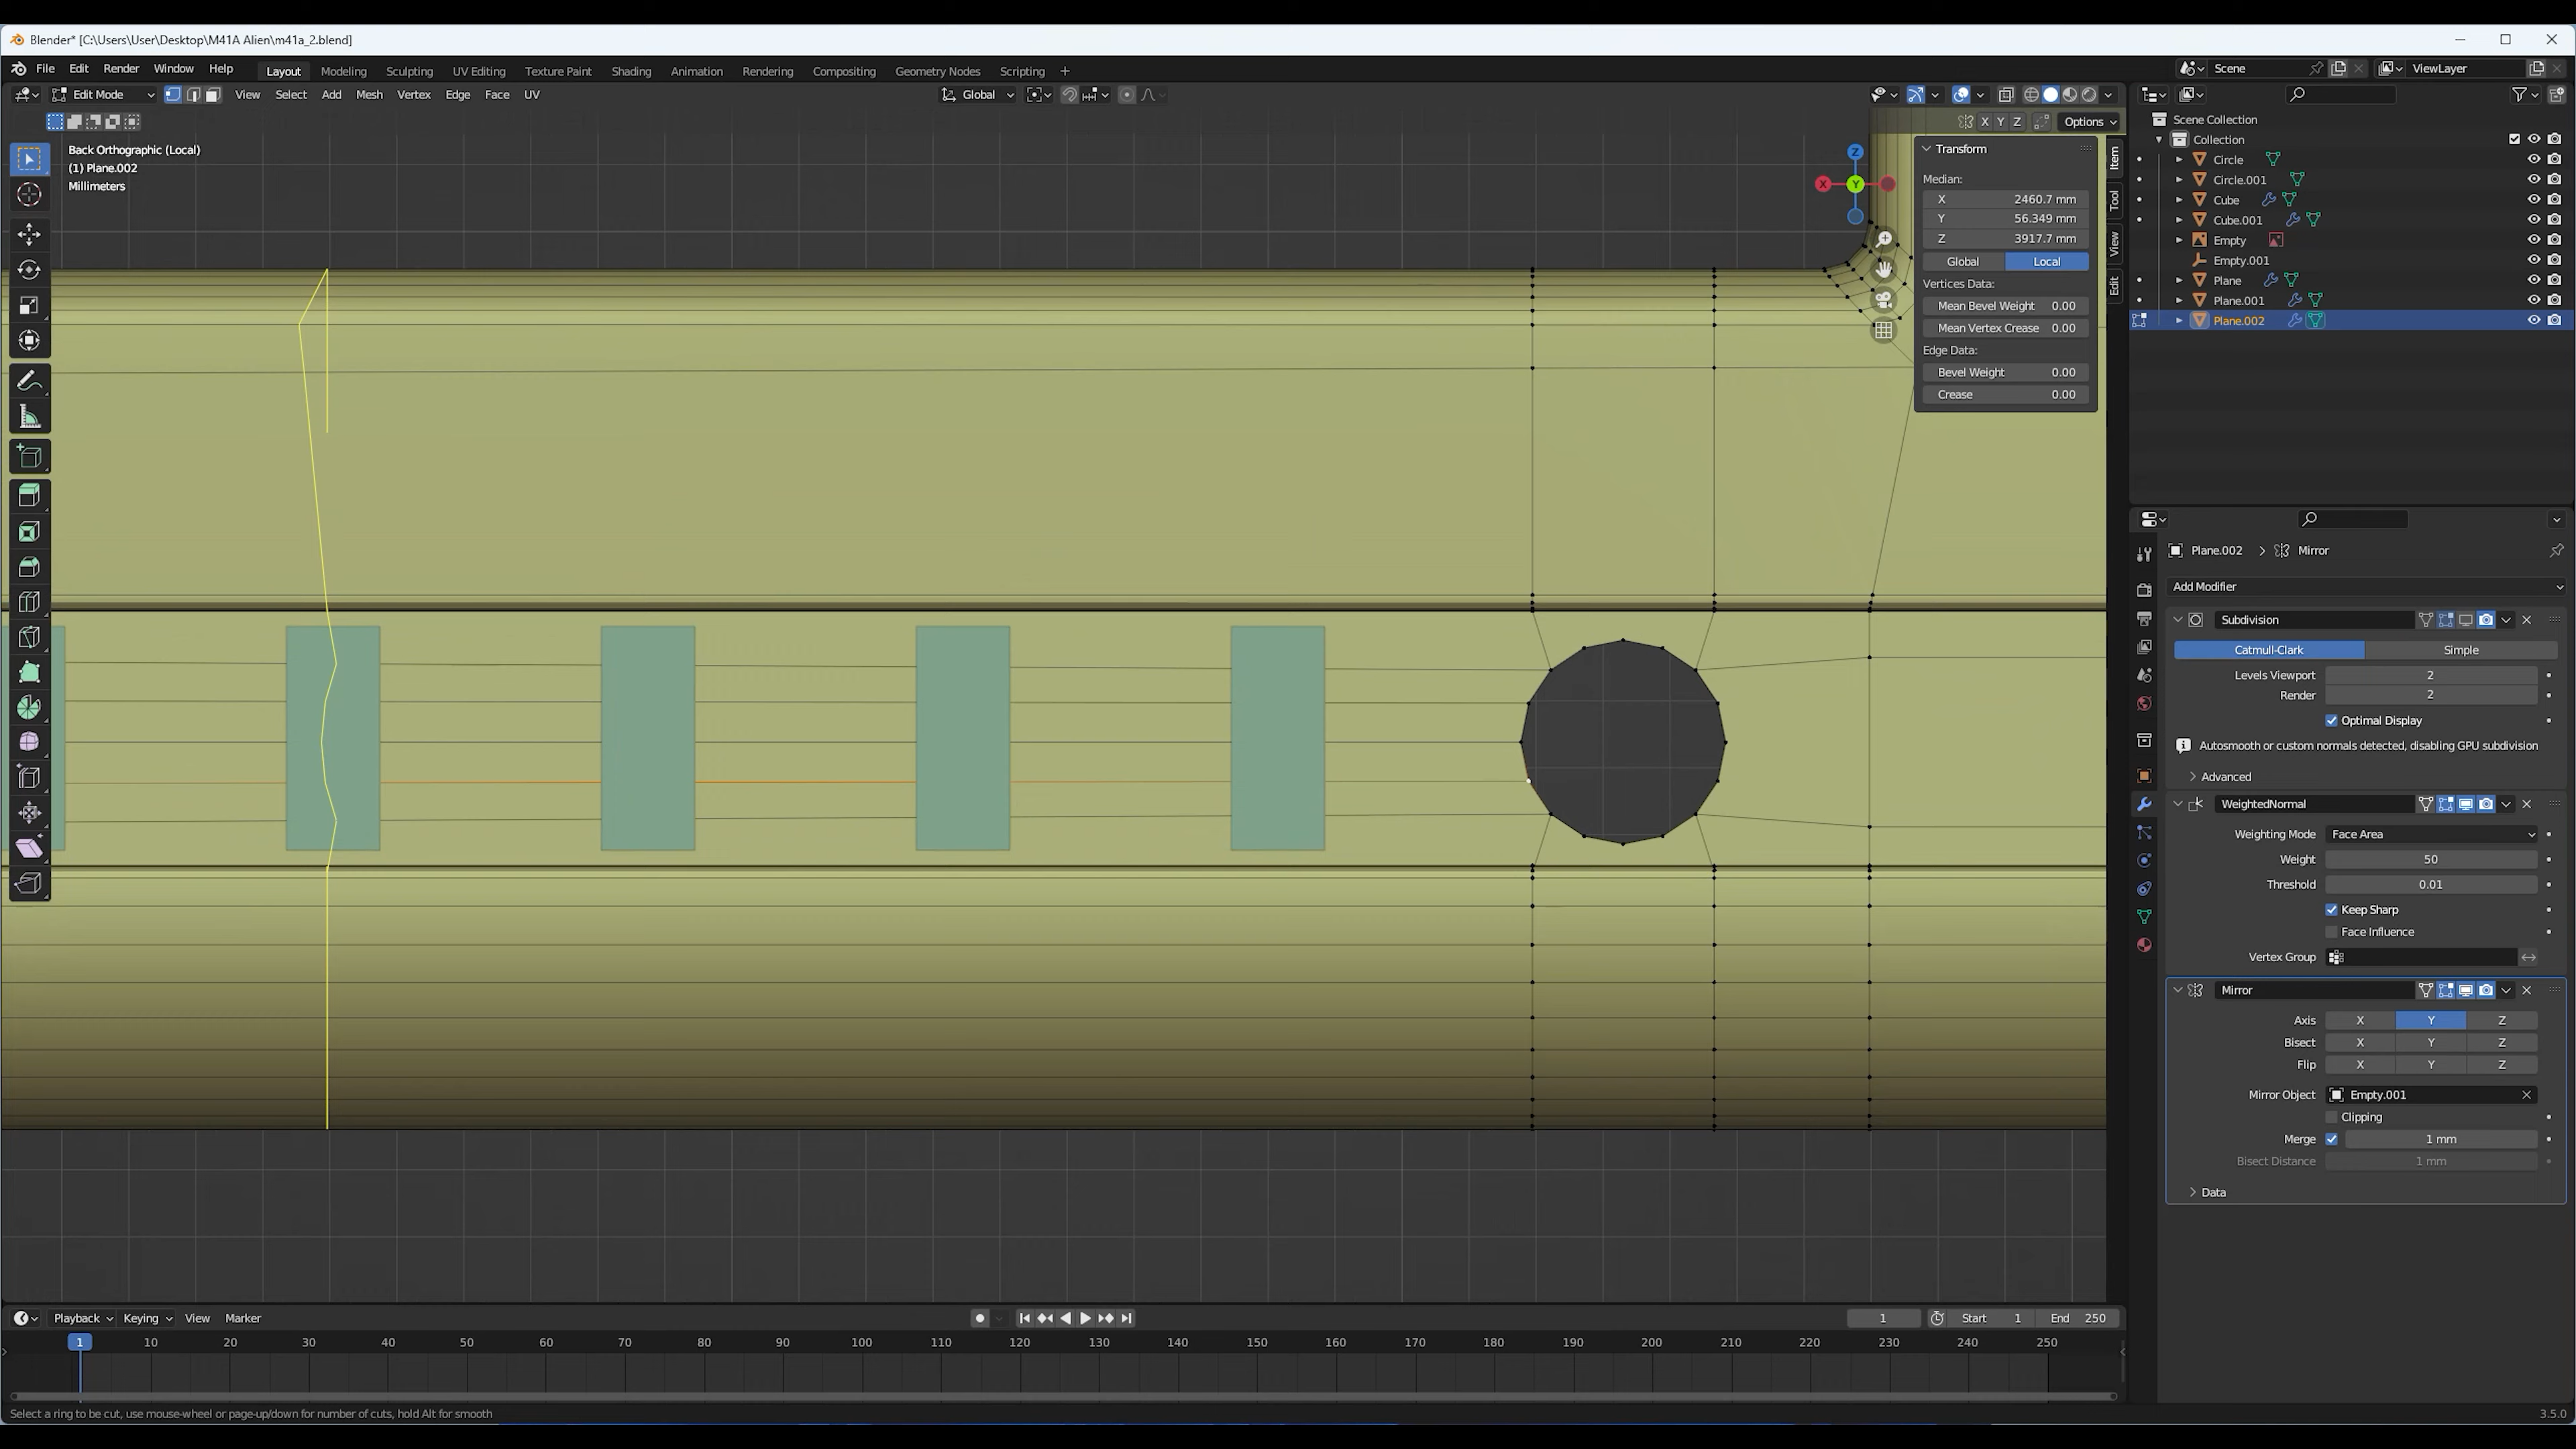 Blender* [C:\Users\User\Desktop\M41A Alien\m41a_2.blend]
File Edit Render Window Help Layout Modeling Sculpting UV Editing Texture Paint Shading Animation Rendering Compositing Geometry Nodes Scripting + Scene ViewLayer
Edit Mode View Select Add Mesh Vertex Edge Face UV Global
X Y Z Options
Back Orthographic (Local)
(1) Plane.002
Millimeters
Z
X Y
Transform
Median:
X 2460.7 mm
Y 56.349 mm
Z 3917.7 mm
Global Local
Vertices Data:
Mean Bevel Weight 0.00
Mean Vertex Crease 0.00
Edge Data:
Bevel Weight 0.00
Crease 0.00
Item
Tool
View
Edit
Scene Collection
Collection
Circle
Circle.001
Cube
Cube.001
Empty
Empty.001
Plane
Plane.001
Plane.002
Plane.002 > Mirror
Add Modifier
Subdivision
Catmull-Clark Simple
Levels Viewport 2
Render 2
Optimal Display
Autosmooth or custom normals detected, disabling GPU subdivision
Advanced
WeightedNormal
Weighting Mode Face Area
Weight 50
Threshold 0.01
Keep Sharp
Face Influence
Vertex Group
Mirror
Axis X Y Z
Bisect X Y Z
Flip X Y Z
Mirror Object Empty.001
Clipping
Merge 1 mm
Bisect Distance 1 mm
Data
Playback Keying View Marker 1 Start 1 End 250
1 10 20 30 40 50 60 70 80 90 100 110 120 130 140 150 160 170 180 190 200 210 220 230 240 250
Select a ring to be cut, use mouse-wheel or page-up/down for number of cuts, hold Alt for smooth
3.5.0